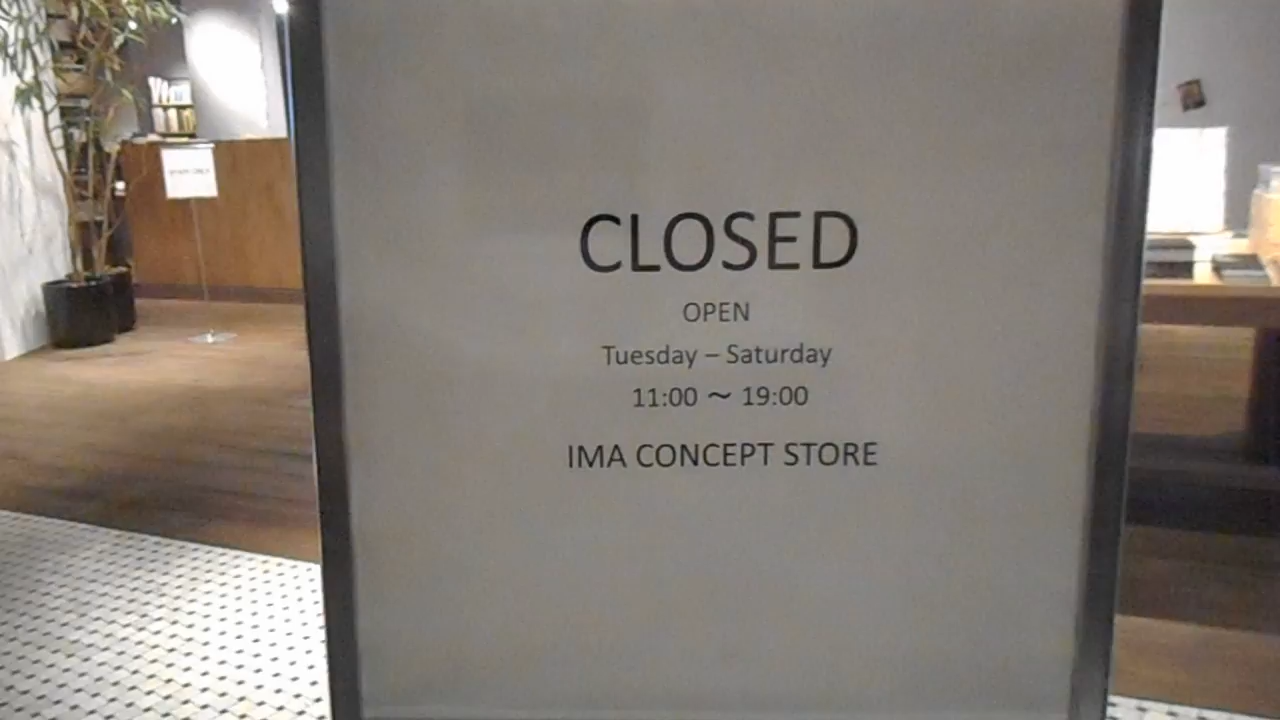 CLOSED
OPEN
Tuesday – Saturday
11:00 〜 19:00
IMA CONCEPT STORE